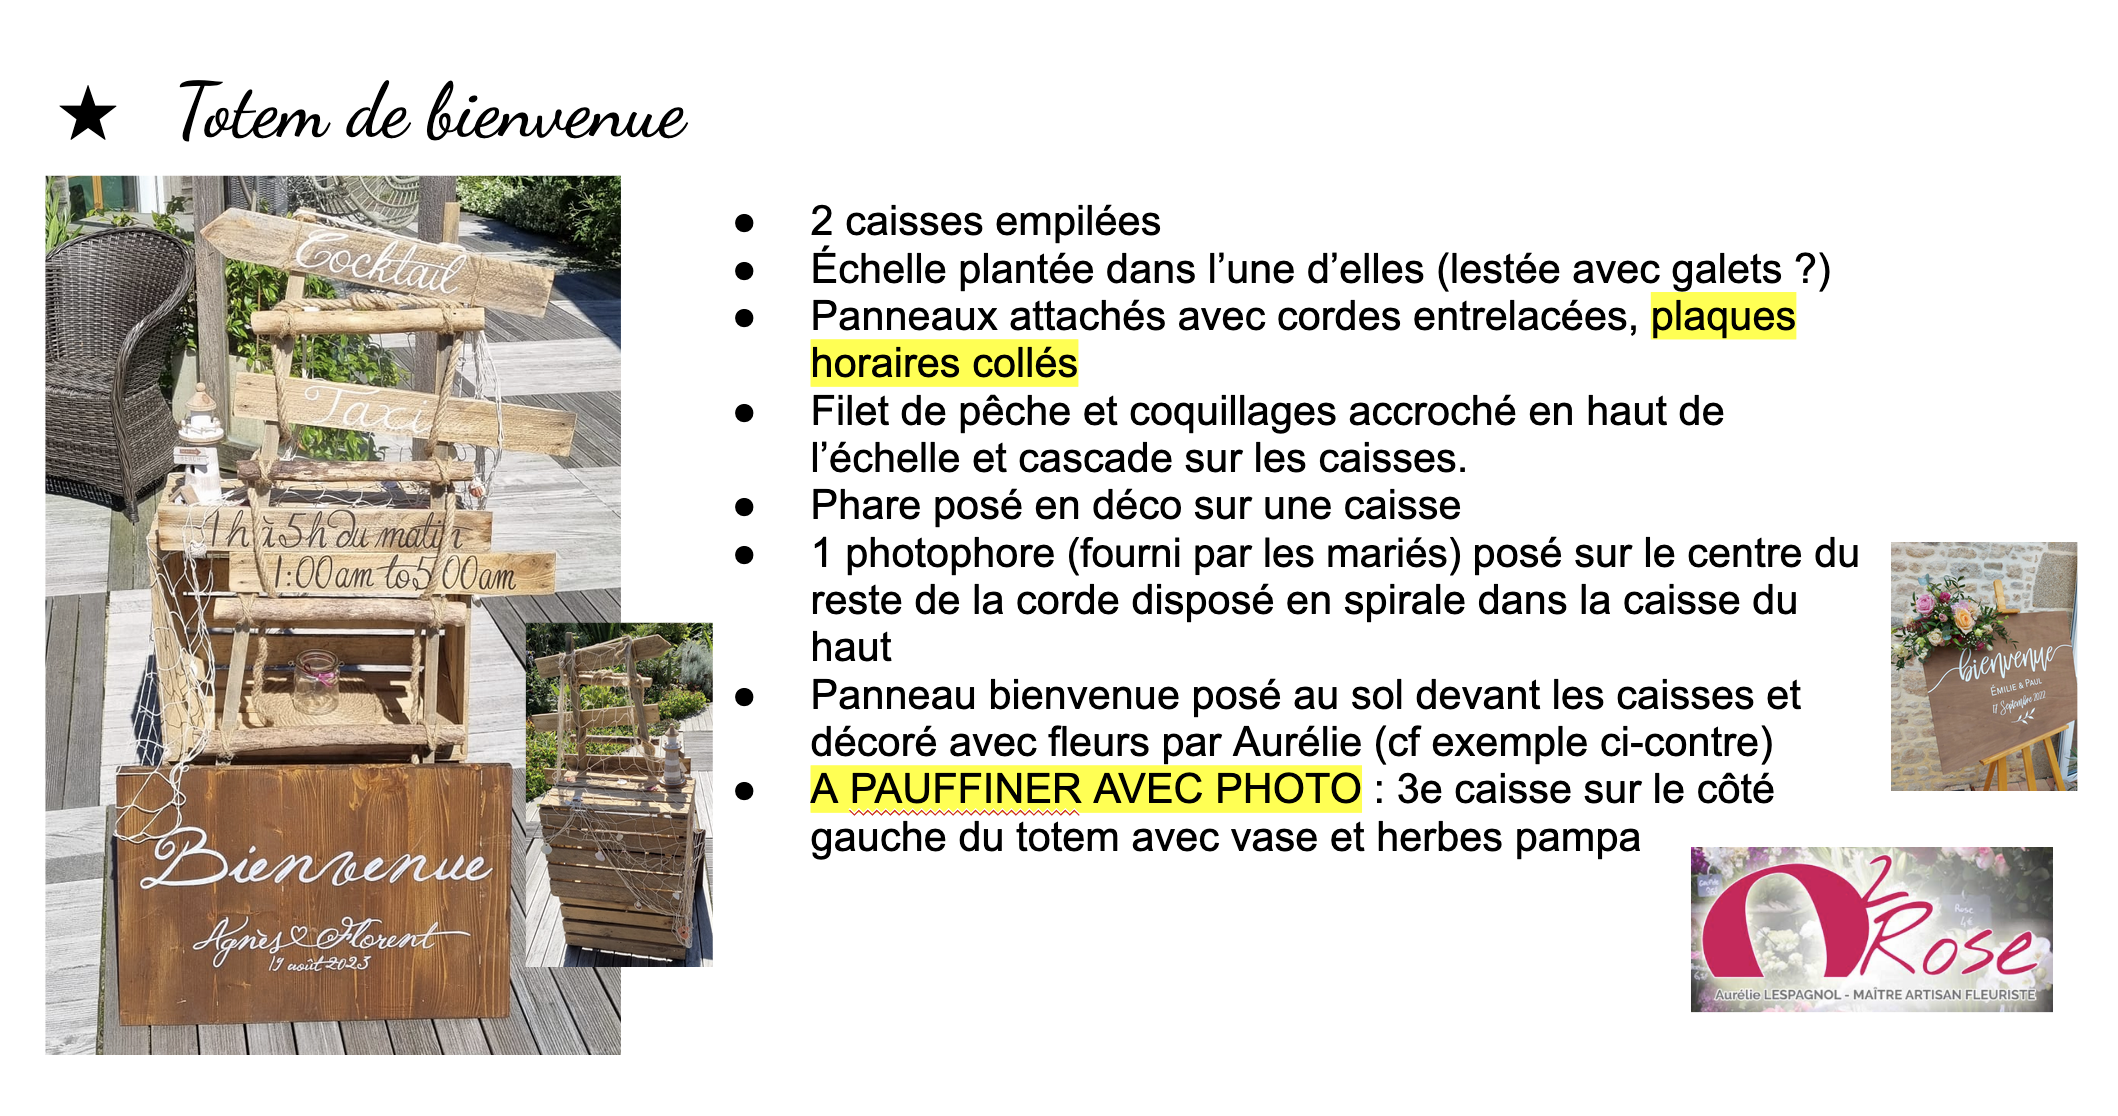 ★ Totem de bienvenue
● 2 caisses empilées
● Échelle plantée dans l’une d’elles (lestée avec galets ?)
● Panneaux attachés avec cordes entrelacées, plaques
horaires collés
● Filet de pêche et coquillages accroché en haut de
l’échelle et cascade sur les caisses.
● Phare posé en déco sur une caisse
● 1 photophore (fourni par les mariés) posé sur le centre du
reste de la corde disposé en spirale dans la caisse du
haut
● Panneau bienvenue posé au sol devant les caisses et
décoré avec fleurs par Aurélie (cf exemple ci-contre)
● A PAUFFINER AVEC PHOTO : 3e caisse sur le côté
gauche du totem avec vase et herbes pampa
Cocktail
Taxi
1h à 5h du matin
1:00am to 5:00am
Bienvenue
Agnès ♡ Florent
19 août 2023
bienvenue
ÉMILIE & PAUL
17 Septembre 2022
2
Rose
Aurélie LESPAGNOL - MAÎTRE ARTISAN FLEURISTE